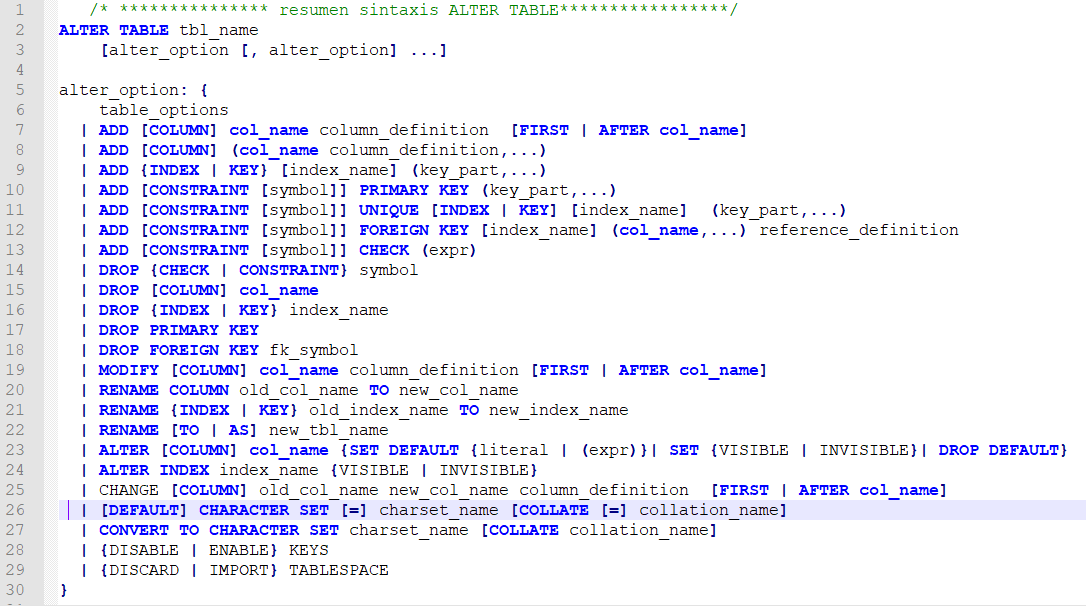 1 /* *************** resumen sintaxis ALTER TABLE*****************/
2 ALTER TABLE tbl_name
3 [alter_option [, alter_option] ...]
4
5 alter_option: {
6 table_options
7 | ADD [COLUMN] col_name column_definition [FIRST | AFTER col_name]
8 | ADD [COLUMN] (col_name column_definition,...)
9 | ADD {INDEX | KEY} [index_name] (key_part,...)
10 | ADD [CONSTRAINT [symbol]] PRIMARY KEY (key_part,...)
11 | ADD [CONSTRAINT [symbol]] UNIQUE [INDEX | KEY] [index_name] (key_part,...)
12 | ADD [CONSTRAINT [symbol]] FOREIGN KEY [index_name] (col_name,...) reference_definition
13 | ADD [CONSTRAINT [symbol]] CHECK (expr)
14 | DROP {CHECK | CONSTRAINT} symbol
15 | DROP [COLUMN] col_name
16 | DROP {INDEX | KEY} index_name
17 | DROP PRIMARY KEY
18 | DROP FOREIGN KEY fk_symbol
19 | MODIFY [COLUMN] col_name column_definition [FIRST | AFTER col_name]
20 | RENAME COLUMN old_col_name TO new_col_name
21 | RENAME {INDEX | KEY} old_index_name TO new_index_name
22 | RENAME [TO | AS] new_tbl_name
23 | ALTER [COLUMN] col_name {SET DEFAULT {literal | (expr)}| SET {VISIBLE | INVISIBLE}| DROP DEFAULT}
24 | ALTER INDEX index_name {VISIBLE | INVISIBLE}
25 | CHANGE [COLUMN] old_col_name new_col_name column_definition [FIRST | AFTER col_name]
26 | [DEFAULT] CHARACTER SET [=] charset_name [COLLATE [=] collation_name]
27 | CONVERT TO CHARACTER SET charset_name [COLLATE collation_name]
28 | {DISABLE | ENABLE} KEYS
29 | {DISCARD | IMPORT} TABLESPACE
30 }